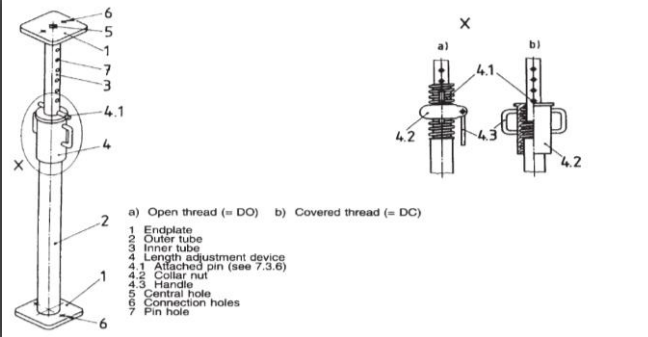 6
5
1
7
3
4.1
4
X
2
1
6
X
a)
b)
4.1
4.2
4.3
4.2
a) Open thread (= DO) b) Covered thread (= DC)
1 Endplate
2 Outer tube
3 Inner tube
4 Length adjustment device
4.1 Attached pin (see 7.3.6)
4.2 Collar nut
4.3 Handle
5 Central hole
6 Connection holes
7 Pin hole